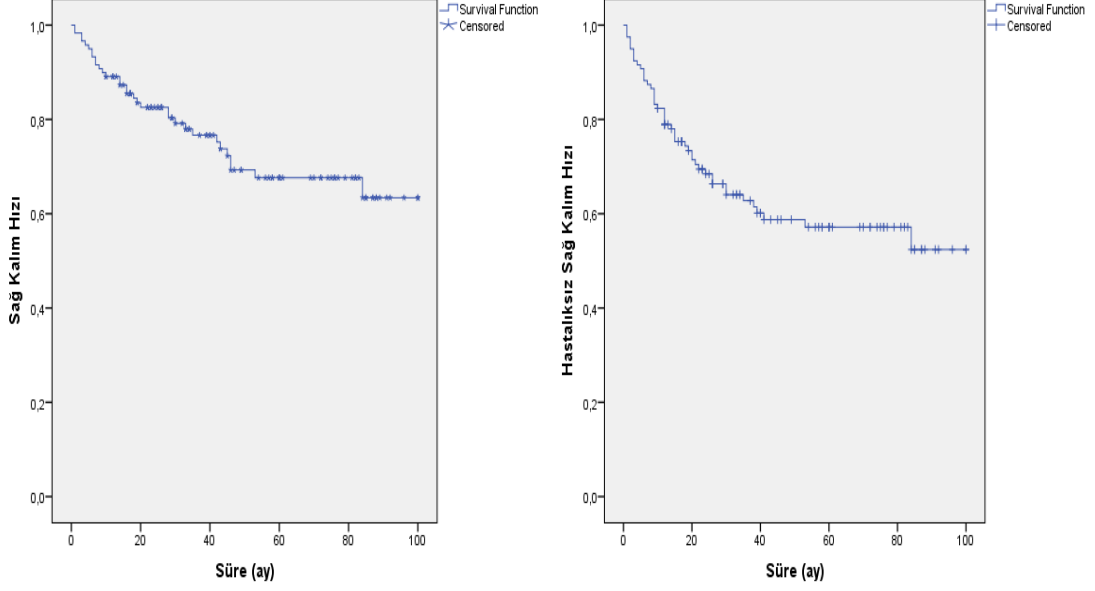 Survival Function
Censored
1,0
0,8
0,6
0,4
0,2
0,0
Sağ Kalım Hızı
0 20 40 60 80 100
Süre (ay)
Survival Function
Censored
1,0
0,8
0,6
0,4
0,2
0,0
Hastalıksız Sağ Kalım Hızı
0 20 40 60 80 100
Süre (ay)